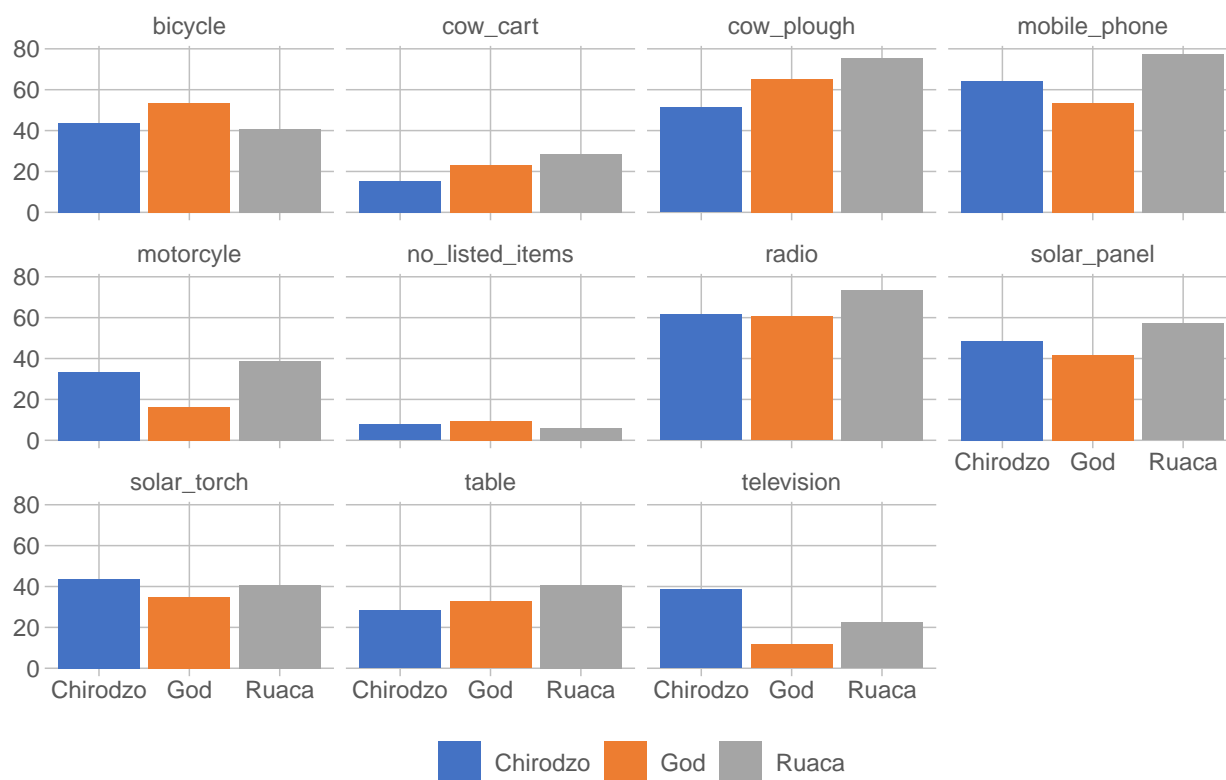 bicycle cow_cart cow_plough mobile_phone
80
60
40
20
0
motorcyle no_listed_items radio solar_panel
80
60
40
20
0
Chirodzo God Ruaca
solar_torch table television
80
60
40
20
0
Chirodzo God Ruaca Chirodzo God Ruaca Chirodzo God Ruaca
Chirodzo God Ruaca